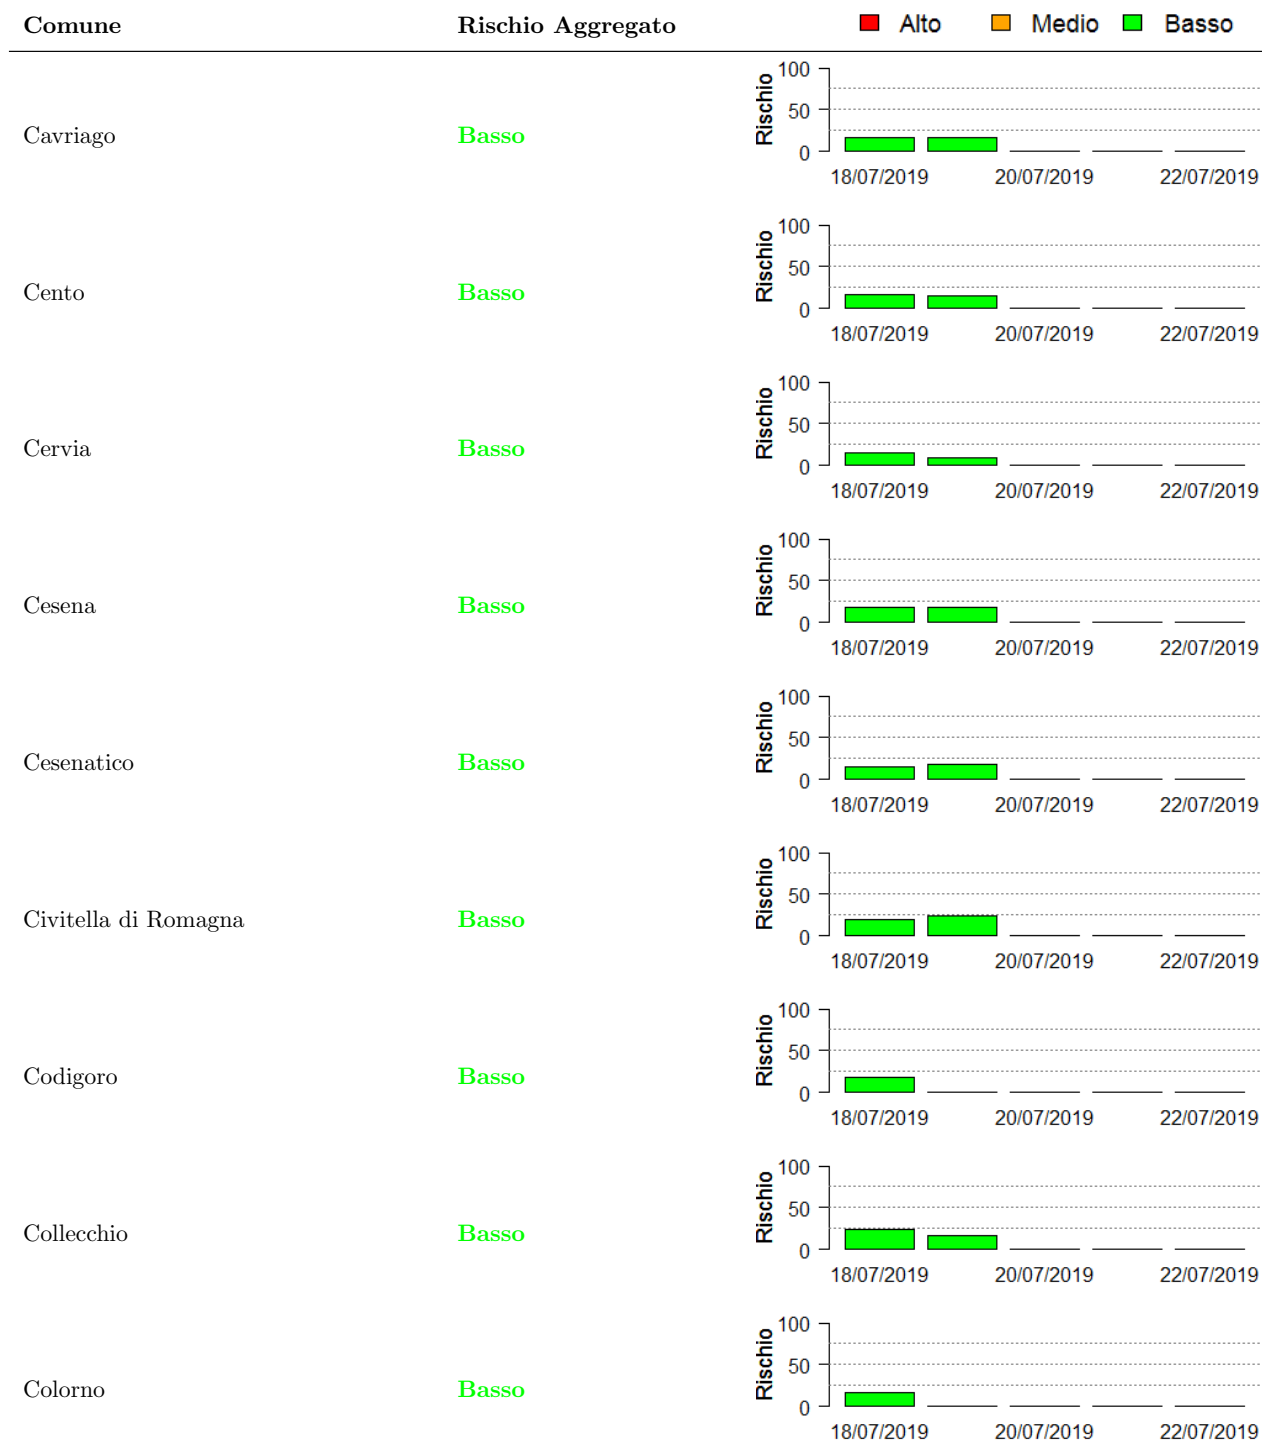 Comune Rischio Aggregato Alto Medio Basso
Cavriago Basso
Rischio
100
50
0
18/07/2019 20/07/2019 22/07/2019
Cento Basso
Rischio
100
50
0
18/07/2019 20/07/2019 22/07/2019
Cervia Basso
Rischio
100
50
0
18/07/2019 20/07/2019 22/07/2019
Cesena Basso
Rischio
100
50
0
18/07/2019 20/07/2019 22/07/2019
Cesenatico Basso
Rischio
100
50
0
18/07/2019 20/07/2019 22/07/2019
Civitella di Romagna Basso
Rischio
100
50
0
18/07/2019 20/07/2019 22/07/2019
Codigoro Basso
Rischio
100
50
0
18/07/2019 20/07/2019 22/07/2019
Collecchio Basso
Rischio
100
50
0
18/07/2019 20/07/2019 22/07/2019
Colorno Basso
Rischio
100
50
0
18/07/2019 20/07/2019 22/07/2019